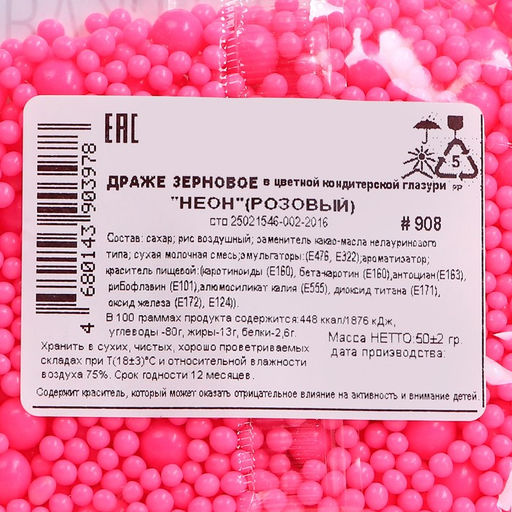 EAC
5
PP
ДРАЖЕ ЗЕРНОВОЕ в цветной кондитерской глазури
"НЕОН"(РОЗОВЫЙ)
сто 25021546-002-2016
# 908
Состав: сахар; рис воздушный; заменитель какао-масла нелауринового
типа; сухая молочная смесь;эмульгаторы:(Е476, Е322);ароматизатор;
краситель пищевой:(каротиноиды (Е160), бета-каротин (Е160),антоциан(Е163),
рибофлавин (Е101),алюмосиликат калия (Е555), диоксид титана (Е171),
оксид железа (Е172), Е124)).
В 100 граммах продукта содержится:448 ккал/1876 кДж,
углеводы -80г, жиры-13г, белки-2,6г.
Масса НЕТТО:50±2 гр.
дата производства:
Хранить в сухих, чистых, хорошо проветриваемых
складах при Т(18±3)°С и относительной влажности
воздуха 75%. Срок годности 12 месяцев.
Содержит краситель, который может оказать отрицательное влияние на активность и внимание детей.
4 680143 903978